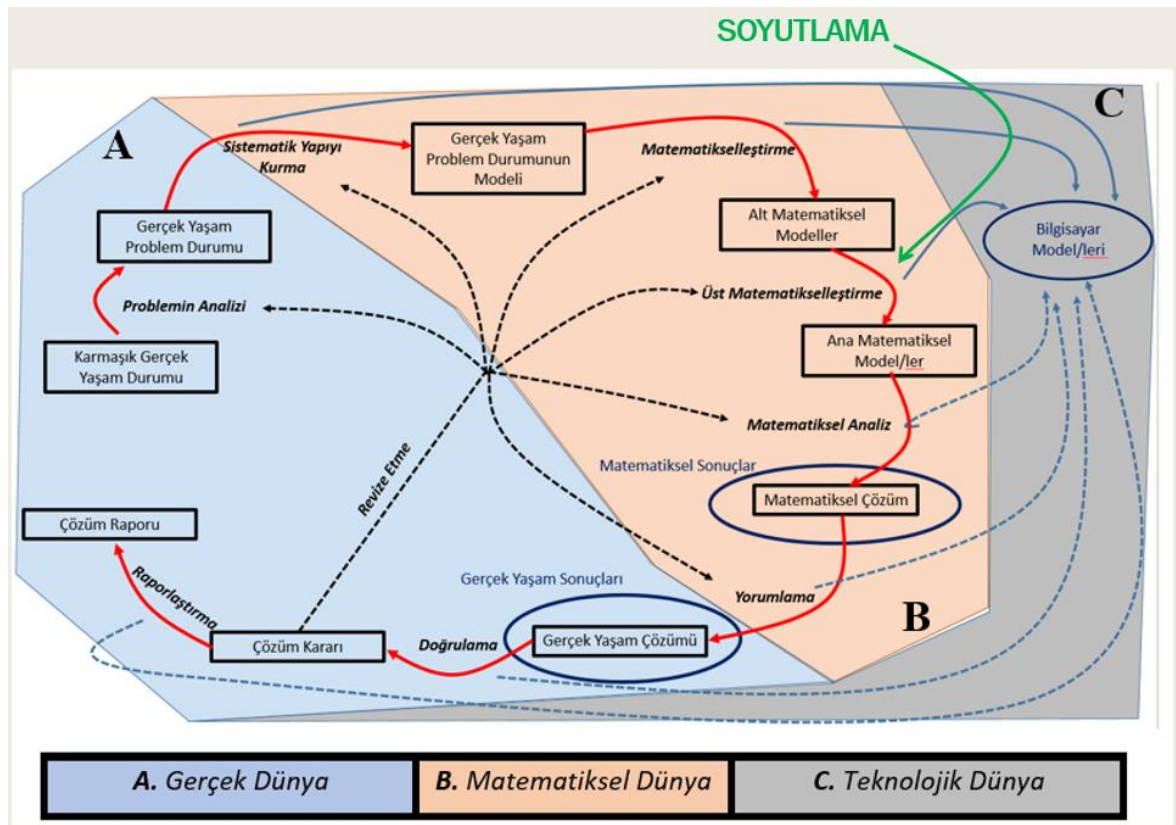 SOYUTLAMA
A
C
Sistematik Yapıyı
Kurma
Gerçek Yaşam
Problem Durumunun
Modeli
Matematikselleştirme
Gerçek Yaşam
Problem Durumu
Alt Matematiksel
Modeller
Bilgisayar
Model/leri
Problemin Analizi
Üst Matematikselleştirme
Karmaşık Gerçek
Yaşam Durumu
Ana Matematiksel
Model/ler
Matematiksel Analiz
Revize Etme
Matematiksel Sonuçlar
Matematiksel Çözüm
Çözüm Raporu
Raporlaştırma
Gerçek Yaşam Sonuçları
Yorumlama
B
Çözüm Kararı
Doğrulama
Gerçek Yaşam Çözümü
A. Gerçek Dünya
B. Matematiksel Dünya
C. Teknolojik Dünya